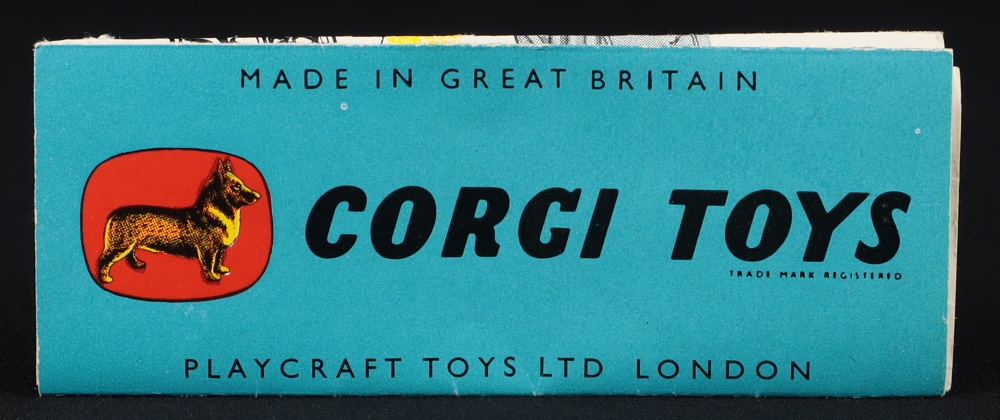 MADE IN GREAT BRITAIN
CORGI TOYS
TRADE MARK REGISTERED
PLAYCRAFT TOYS LTD LONDON